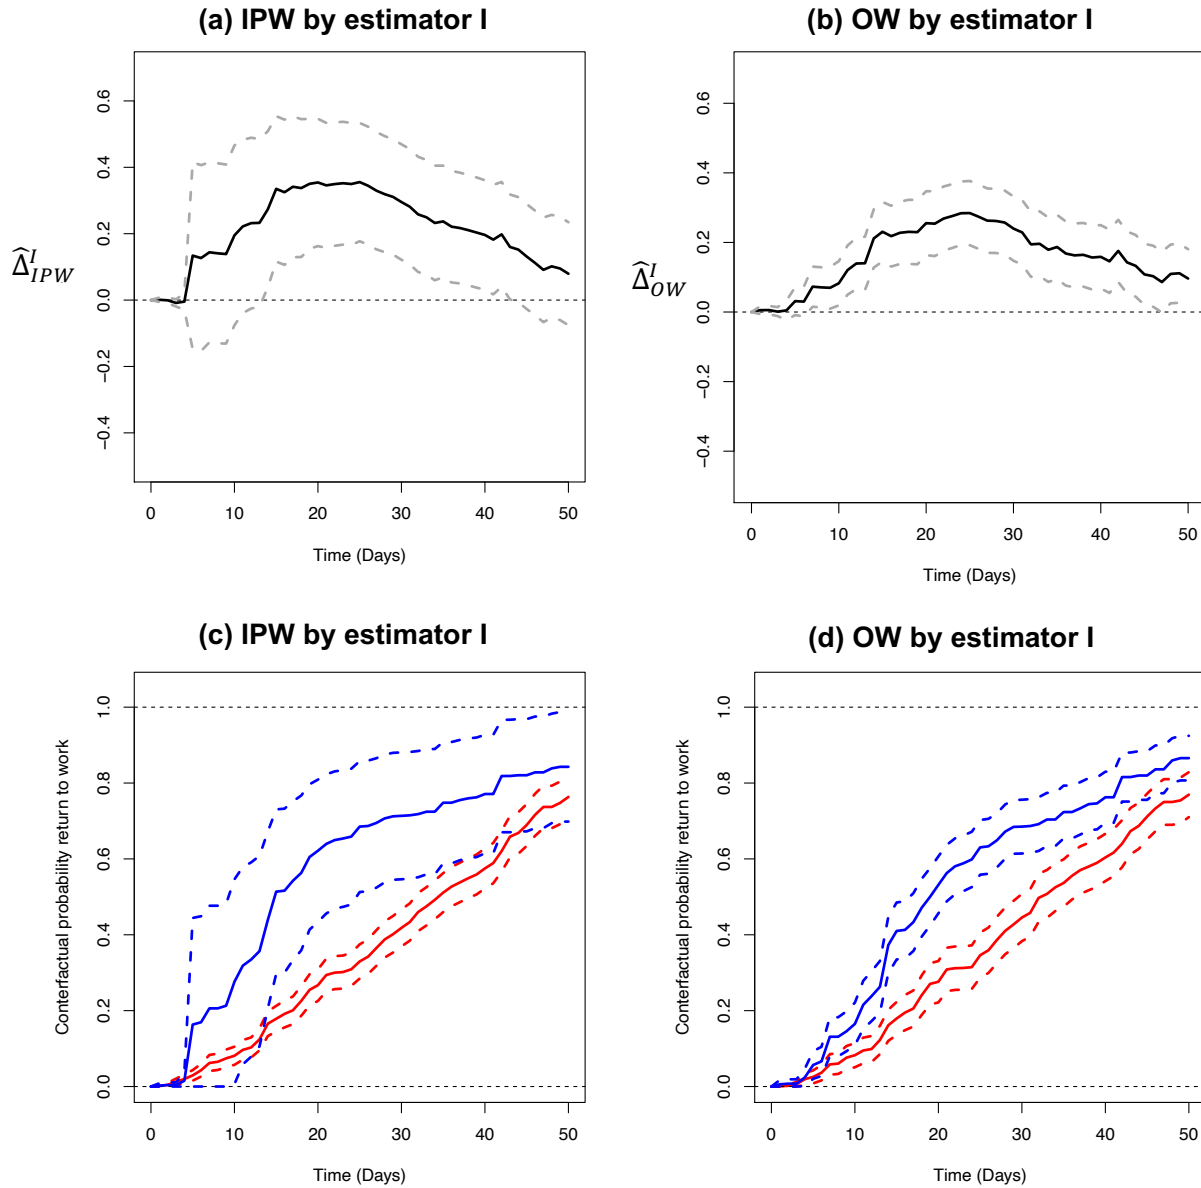 (a) IPW by estimator I
(b) OW by estimator I
0.6
0.4
0.2
0.0
−0.2
−0.4
Δ̂ᴵ_IPW
0 10 20 30 40 50
Time (Days)
0.6
0.4
0.2
0.0
−0.2
−0.4
Δ̂ᴵ_OW
0 10 20 30 40 50
Time (Days)
(c) IPW by estimator I
(d) OW by estimator I
Conterfactual probability return to work
1.0
0.8
0.6
0.4
0.2
0.0
0 10 20 30 40 50
Time (Days)
Conterfactual probability return to work
1.0
0.8
0.6
0.4
0.2
0.0
0 10 20 30 40 50
Time (Days)